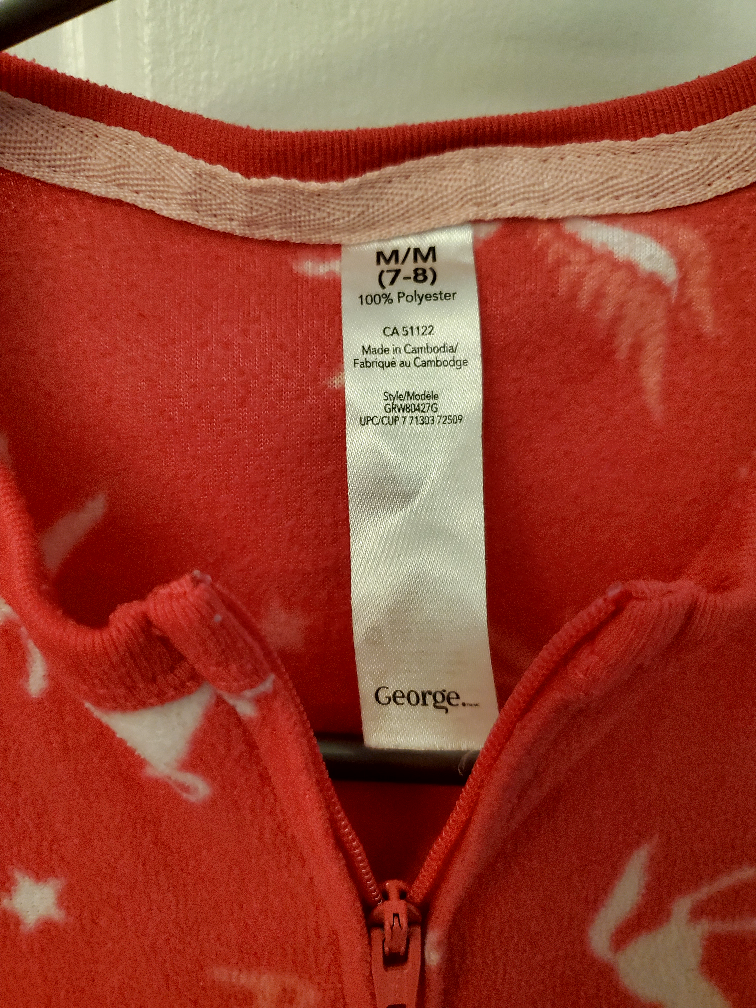 M/M
(7-8)
100% Polyester
CA 51122
Made in Cambodia/
Fabriqué au Cambodge
Style/Modèle
GRW80427G
UPC/CUP 7 71303 72509
George.